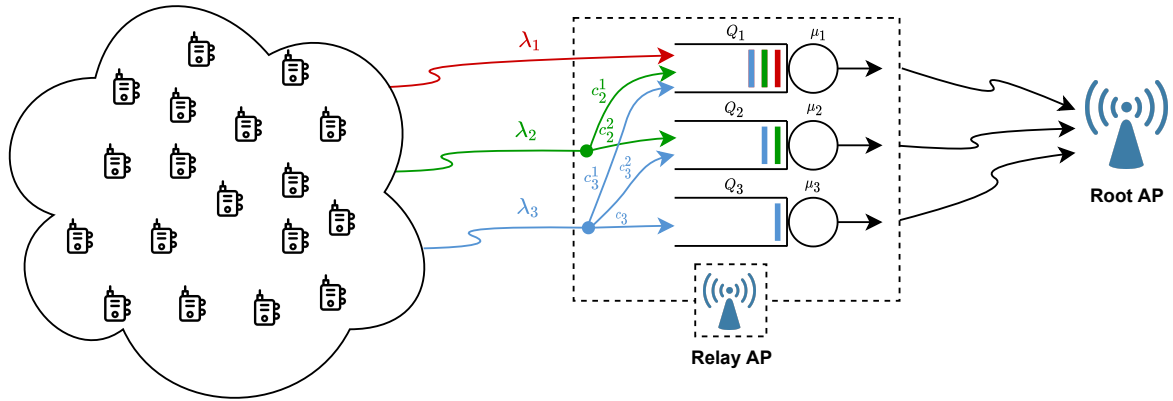 λ₁
Q₁
μ₁
c₂¹
λ₂
c₂²
Q₂
μ₂
c₃¹
c₃²
λ₃
c₃
Q₃
μ₃
Root AP
Relay AP